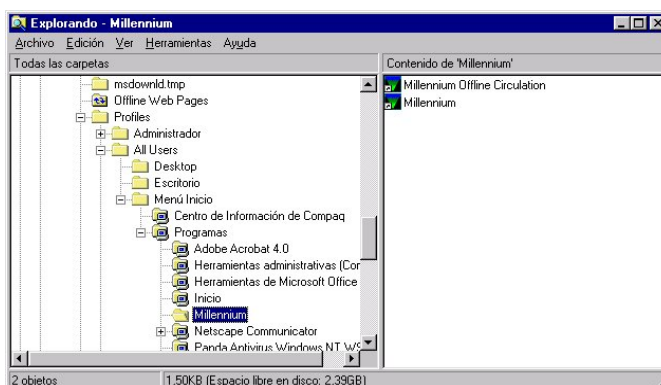 Explorando - Millennium
Archivo Edición Ver Herramientas Ayuda
Todas las carpetas
Contenido de 'Millennium'
msdownld.tmp
Offline Web Pages
Profiles
Administrador
All Users
Desktop
Escritorio
Menú Inicio
Centro de Información de Compaq
Programas
Adobe Acrobat 4.0
Herramientas administrativas (Cor
Herramientas de Microsoft Office
Inicio
Millennium
Netscape Communicator
Panda Antivirus Windows NT WS
Millennium Offline Circulation
Millennium
2 objetos
1,50KB (Espacio libre en disco: 2,39GB)